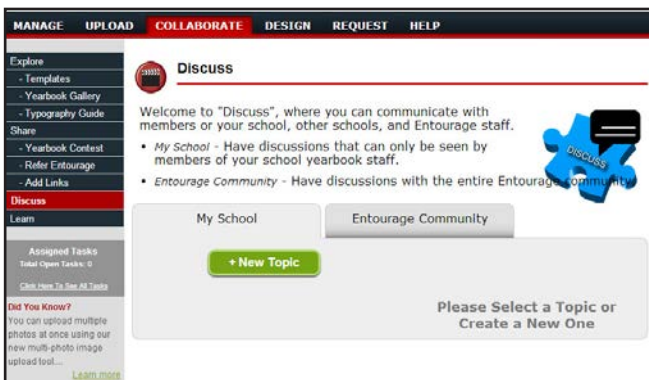 MANAGE UPLOAD COLLABORATE DESIGN REQUEST HELP
Explore
- Templates
- Yearbook Gallery
- Typography Guide
Share
- Yearbook Contest
- Refer Entourage
- Add Links
Discuss
Learn
Assigned Tasks
Total Open Tasks: 0
Click Here To See All Tasks
Did You Know?
You can upload multiple
photos at once using our
new multi-photo image
upload tool...
Learn more
Discuss
Welcome to "Discuss", where you can communicate with
members or your school, other schools, and Entourage staff.
• My School - Have discussions that can only be seen by
members of your school yearbook staff.
• Entourage Community - Have discussions with the entire Entourage community
DISCUSS
My School Entourage Community
+ New Topic
Please Select a Topic or
Create a New One